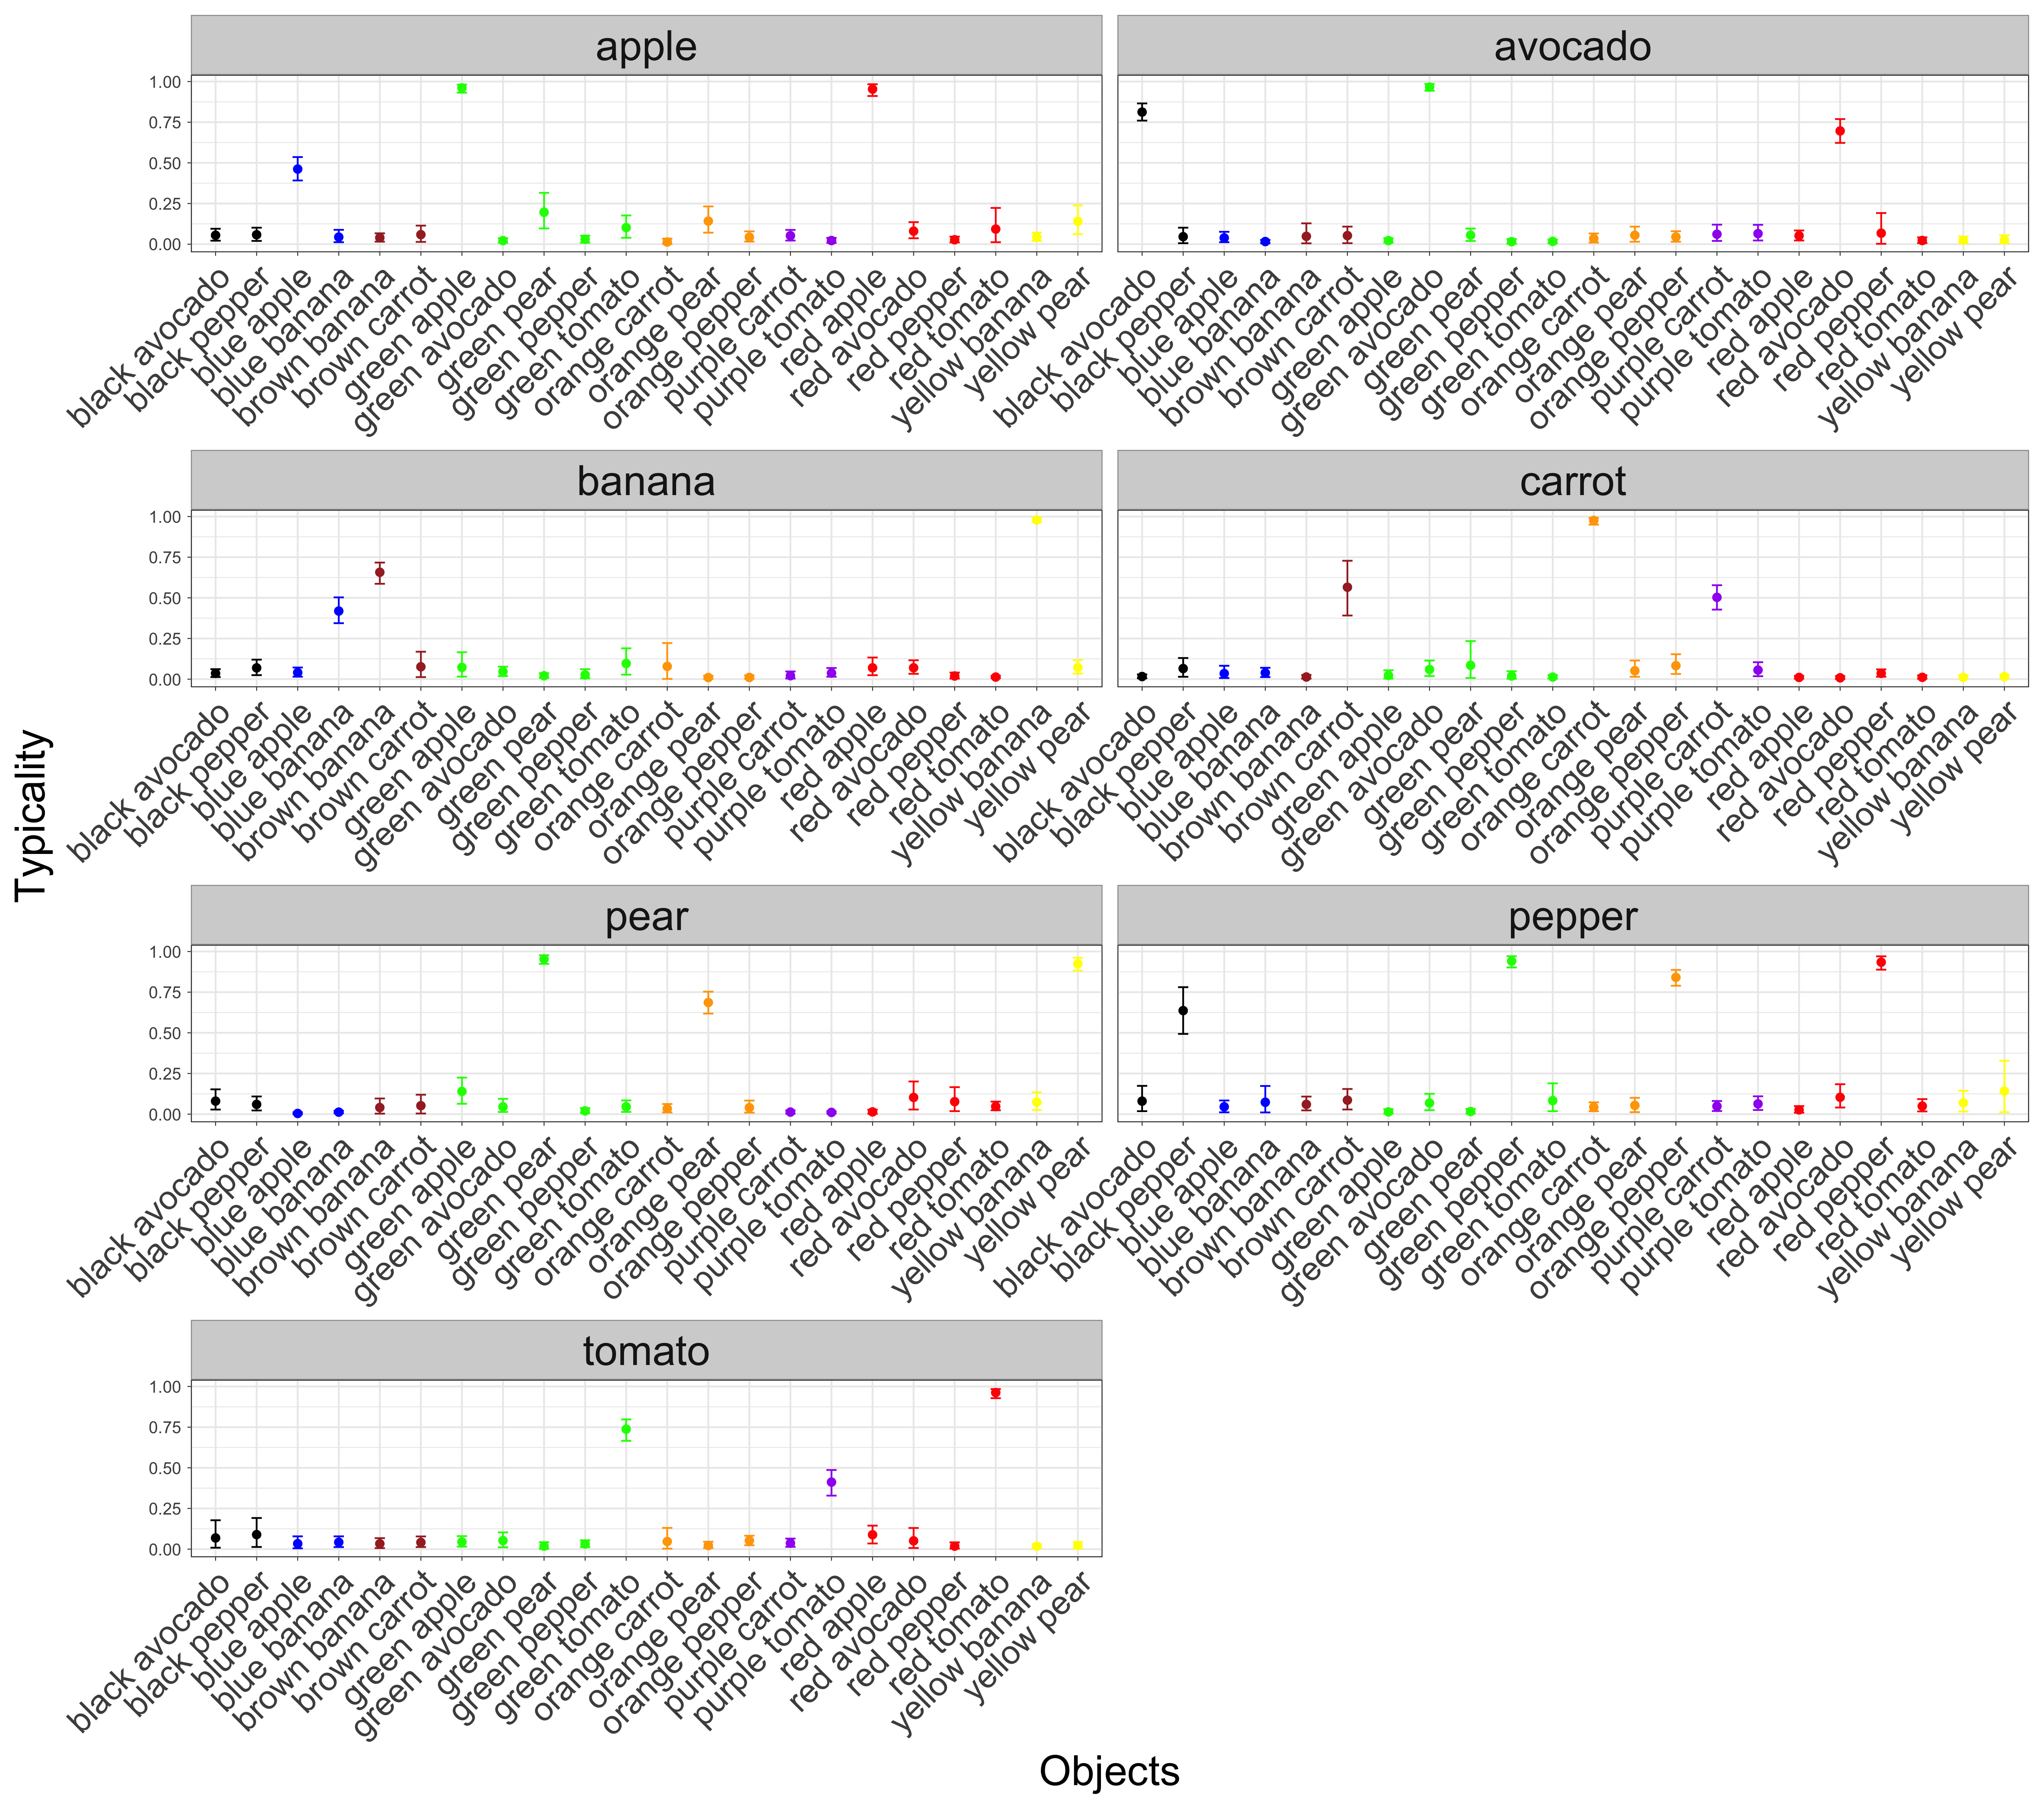 apple
avocado
1.00
0.75
0.50
0.25
0.00
black avocado
black pepper
blue apple
blue banana
brown banana
brown carrot
green apple
green avocado
green pear
green pepper
green tomato
orange carrot
orange pear
orange pepper
purple carrot
purple tomato
red apple
red avocado
red pepper
red tomato
yellow banana
yellow pear
black avocado
black pepper
blue apple
blue banana
brown banana
brown carrot
green apple
green avocado
green pear
green pepper
green tomato
orange carrot
orange pear
orange pepper
purple carrot
purple tomato
red apple
red avocado
red pepper
red tomato
yellow banana
yellow pear
banana
carrot
1.00
0.75
0.50
0.25
0.00
black avocado
black pepper
blue apple
blue banana
brown banana
brown carrot
green apple
green avocado
green pear
green pepper
green tomato
orange carrot
orange pear
orange pepper
purple carrot
purple tomato
red apple
red avocado
red pepper
red tomato
yellow banana
yellow pear
black avocado
black pepper
blue apple
blue banana
brown banana
brown carrot
green apple
green avocado
green pear
green pepper
green tomato
orange carrot
orange pear
orange pepper
purple carrot
purple tomato
red apple
red avocado
red pepper
red tomato
yellow banana
yellow pear
Typicality
pear
pepper
1.00
0.75
0.50
0.25
0.00
black avocado
black pepper
blue apple
blue banana
brown banana
brown carrot
green apple
green avocado
green pear
green pepper
green tomato
orange carrot
orange pear
orange pepper
purple carrot
purple tomato
red apple
red avocado
red pepper
red tomato
yellow banana
yellow pear
black avocado
black pepper
blue apple
blue banana
brown banana
brown carrot
green apple
green avocado
green pear
green pepper
green tomato
orange carrot
orange pear
orange pepper
purple carrot
purple tomato
red apple
red avocado
red pepper
red tomato
yellow banana
yellow pear
tomato
1.00
0.75
0.50
0.25
0.00
black avocado
black pepper
blue apple
blue banana
brown banana
brown carrot
green apple
green avocado
green pear
green pepper
green tomato
orange carrot
orange pear
orange pepper
purple carrot
purple tomato
red apple
red avocado
red pepper
red tomato
yellow banana
yellow pear
Objects